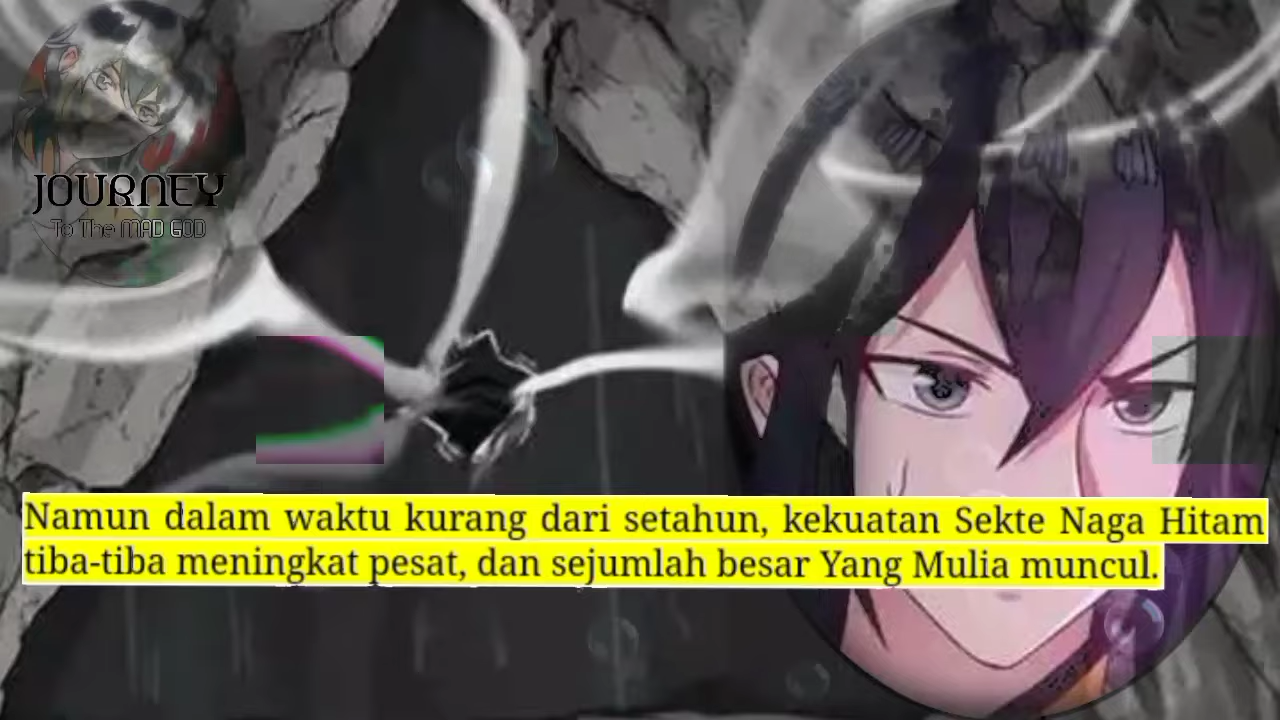 JOURNEY
To The MAD GOD
Namun dalam waktu kurang dari setahun, kekuatan Sekte Naga Hitam
tiba-tiba meningkat pesat, dan sejumlah besar Yang Mulia muncul.